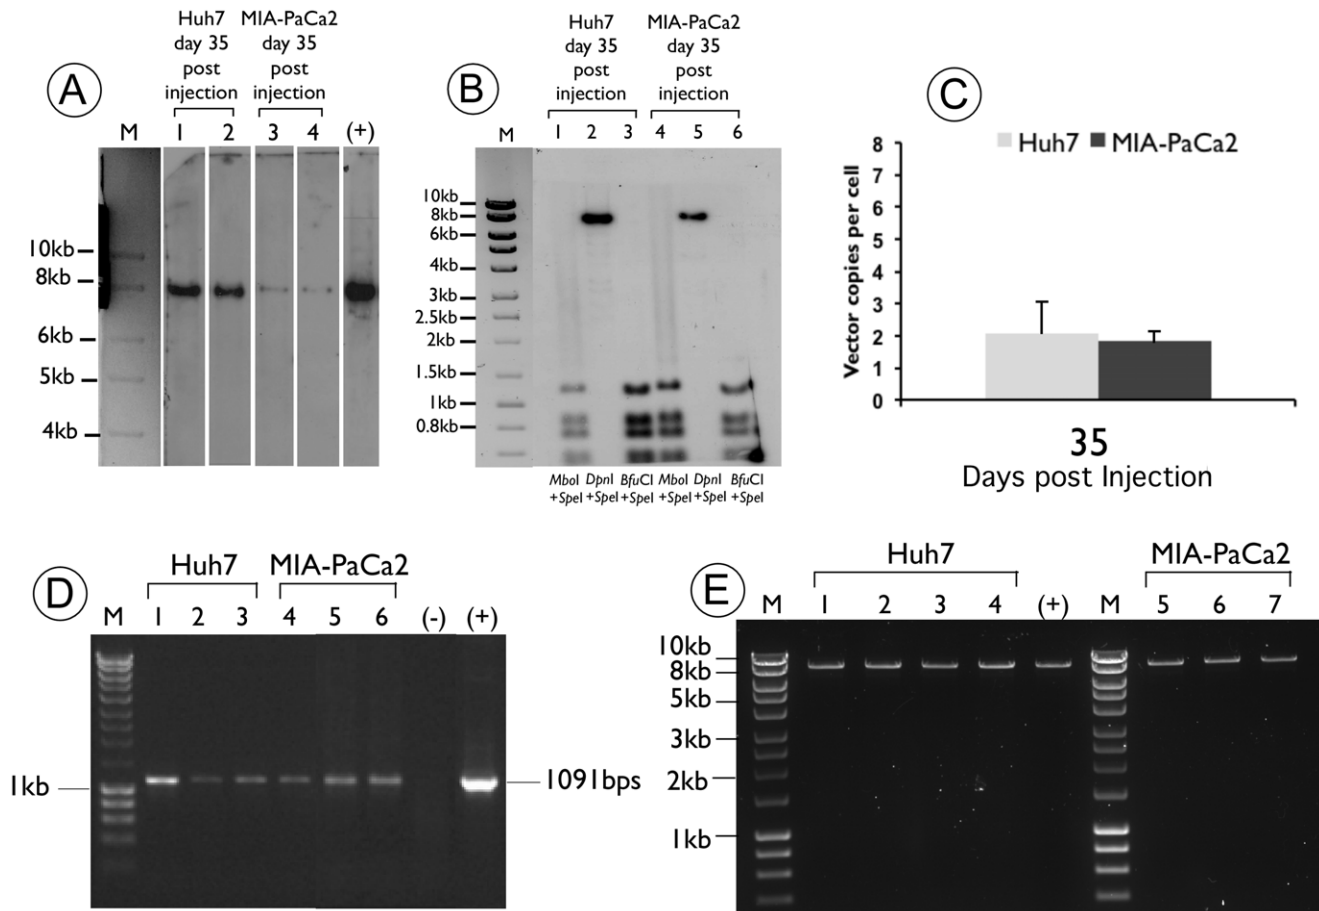 A
Huh7 MIA-PaCa2
day 35 day 35
post post
injection injection
M 1 2 3 4 (+)
10kb
8kb
6kb
5kb
4kb
B
Huh7 MIA-PaCa2
day 35 day 35
post post
injection injection
M 1 2 3 4 5 6
10kb
8kb
6kb
4kb
3kb
2.5kb
2kb
1.5kb
1kb
0.8kb
MboI DpnI BfuCI MboI DpnI BfuCI
+SpeI +SpeI +SpeI +SpeI +SpeI +SpeI
C
Huh7 MIA-PaCa2
Vector copies per cell
8
7
6
5
4
3
2
1
0
35
Days post Injection
D
Huh7 MIA-PaCa2
M 1 2 3 4 5 6 (-) (+)
1kb
1091bps
E
Huh7 MIA-PaCa2
M 1 2 3 4 (+) M 5 6 7
10kb
8kb
5kb
3kb
2kb
1kb